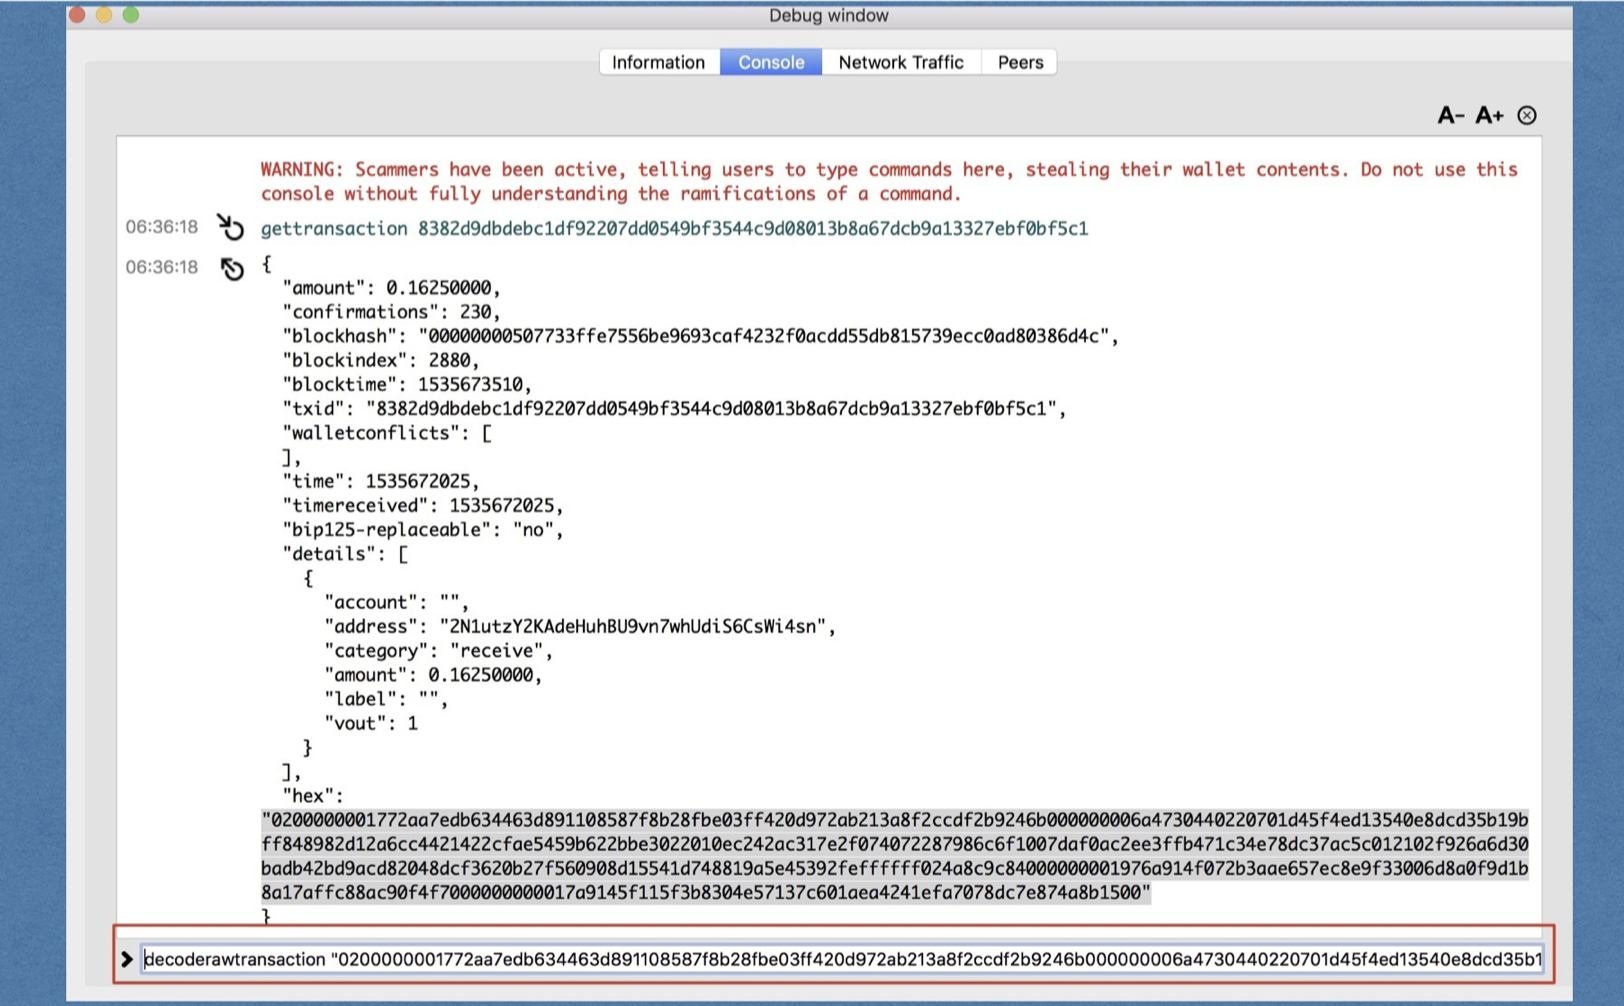 Debug window
Information Console Network Traffic Peers
A- A+
WARNING: Scammers have been active, telling users to type commands here, stealing their wallet contents. Do not use this
console without fully understanding the ramifications of a command.
06:36:18 gettransaction 8382d9dbdebc1df92207dd0549bf3544c9d08013b8a67dcb9a13327ebf0bf5c1
06:36:18 {
"amount": 0.16250000,
"confirmations": 230,
"blockhash": "00000000507733ffe7556be9693caf4232f0acdd55db815739ecc0ad80386d4c",
"blockindex": 2880,
"blocktime": 1535673510,
"txid": "8382d9dbdebc1df92207dd0549bf3544c9d08013b8a67dcb9a13327ebf0bf5c1",
"walletconflicts": [
],
"time": 1535672025,
"timereceived": 1535672025,
"bip125-replaceable": "no",
"details": [
{
"account": "",
"address": "2N1utzY2KAdeHuhBU9vn7whUdiS6CsWi4sn",
"category": "receive",
"amount": 0.16250000,
"label": "",
"vout": 1
}
],
"hex":
"0200000001772aa7edb634463d891108587f8b28fbe03ff420d972ab213a8f2ccdf2b9246b000000006a4730440220701d45f4ed13540e8dcd35b19b
ff848982d12a6cc4421422cfae5459b622bbe3022010ec242ac317e2f074072287986c6f1007daf0ac2ee3ffb471c34e78dc37ac5c012102f926a6d30
badb42bd9acd82048dcf3620b27f560908d15541d748819a5e45392feffffff024a8c9c84000000001976a914f072b3aae657ec8e9f33006d8a0f9d1b
8a17affc88ac90f4f7000000000017a9145f115f3b8304e57137c601aea4241efa7078dc7e874a8b1500"
}
decoderawtransaction "0200000001772aa7edb634463d891108587f8b28fbe03ff420d972ab213a8f2ccdf2b9246b000000006a4730440220701d45f4ed13540e8dcd35b1